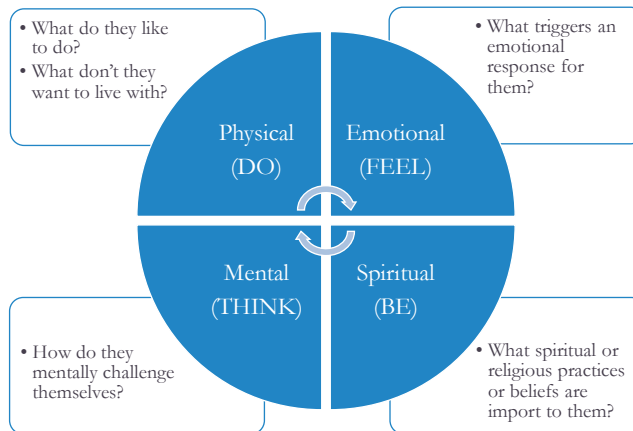 • What do they like
to do?
• What don't they
want to live with?
• What triggers an
emotional
response for
them?
Physical
(DO)
Emotional
(FEEL)
Mental
(THINK)
Spiritual
(BE)
• How do they
mentally challenge
themselves?
• What spiritual or
religious practices
or beliefs are
import to them?